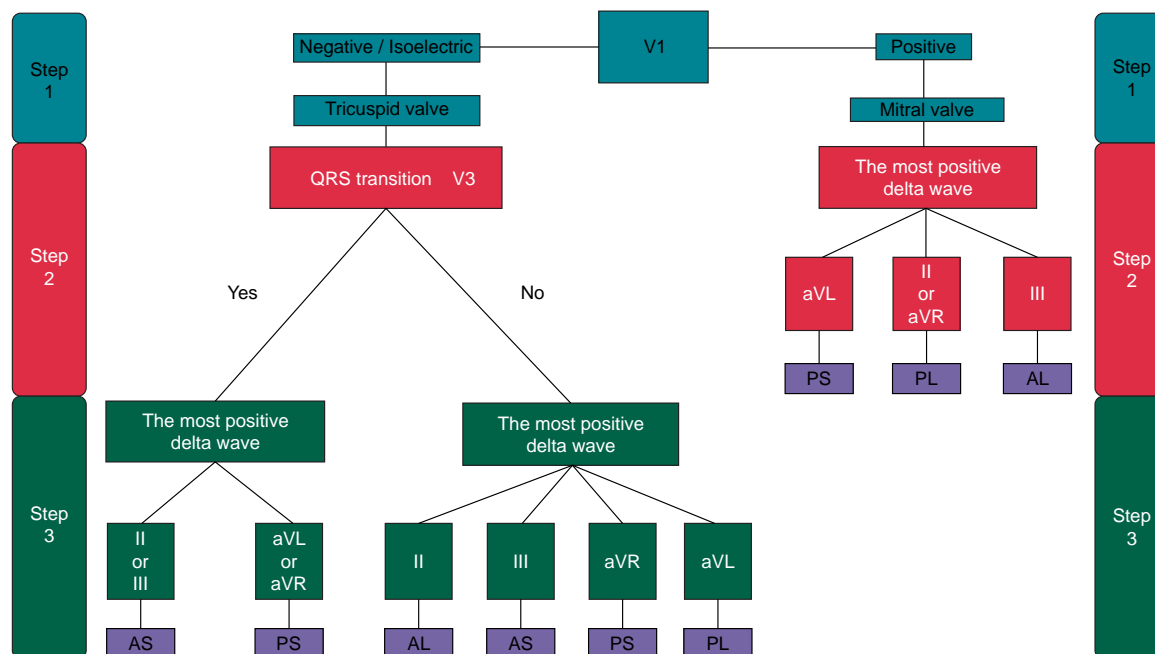 Step
1
Negative / Isoelectric
V1
Positive
Step
1
Tricuspid valve
Mitral valve
Step
2
QRS transition V3
The most positive
delta wave
Step
2
Yes
No
aVL
II
or
aVR
III
PS
PL
AL
Step
3
The most positive
delta wave
The most positive
delta wave
Step
3
II
or
III
aVL
or
aVR
II
III
aVR
aVL
AS
PS
AL
AS
PS
PL